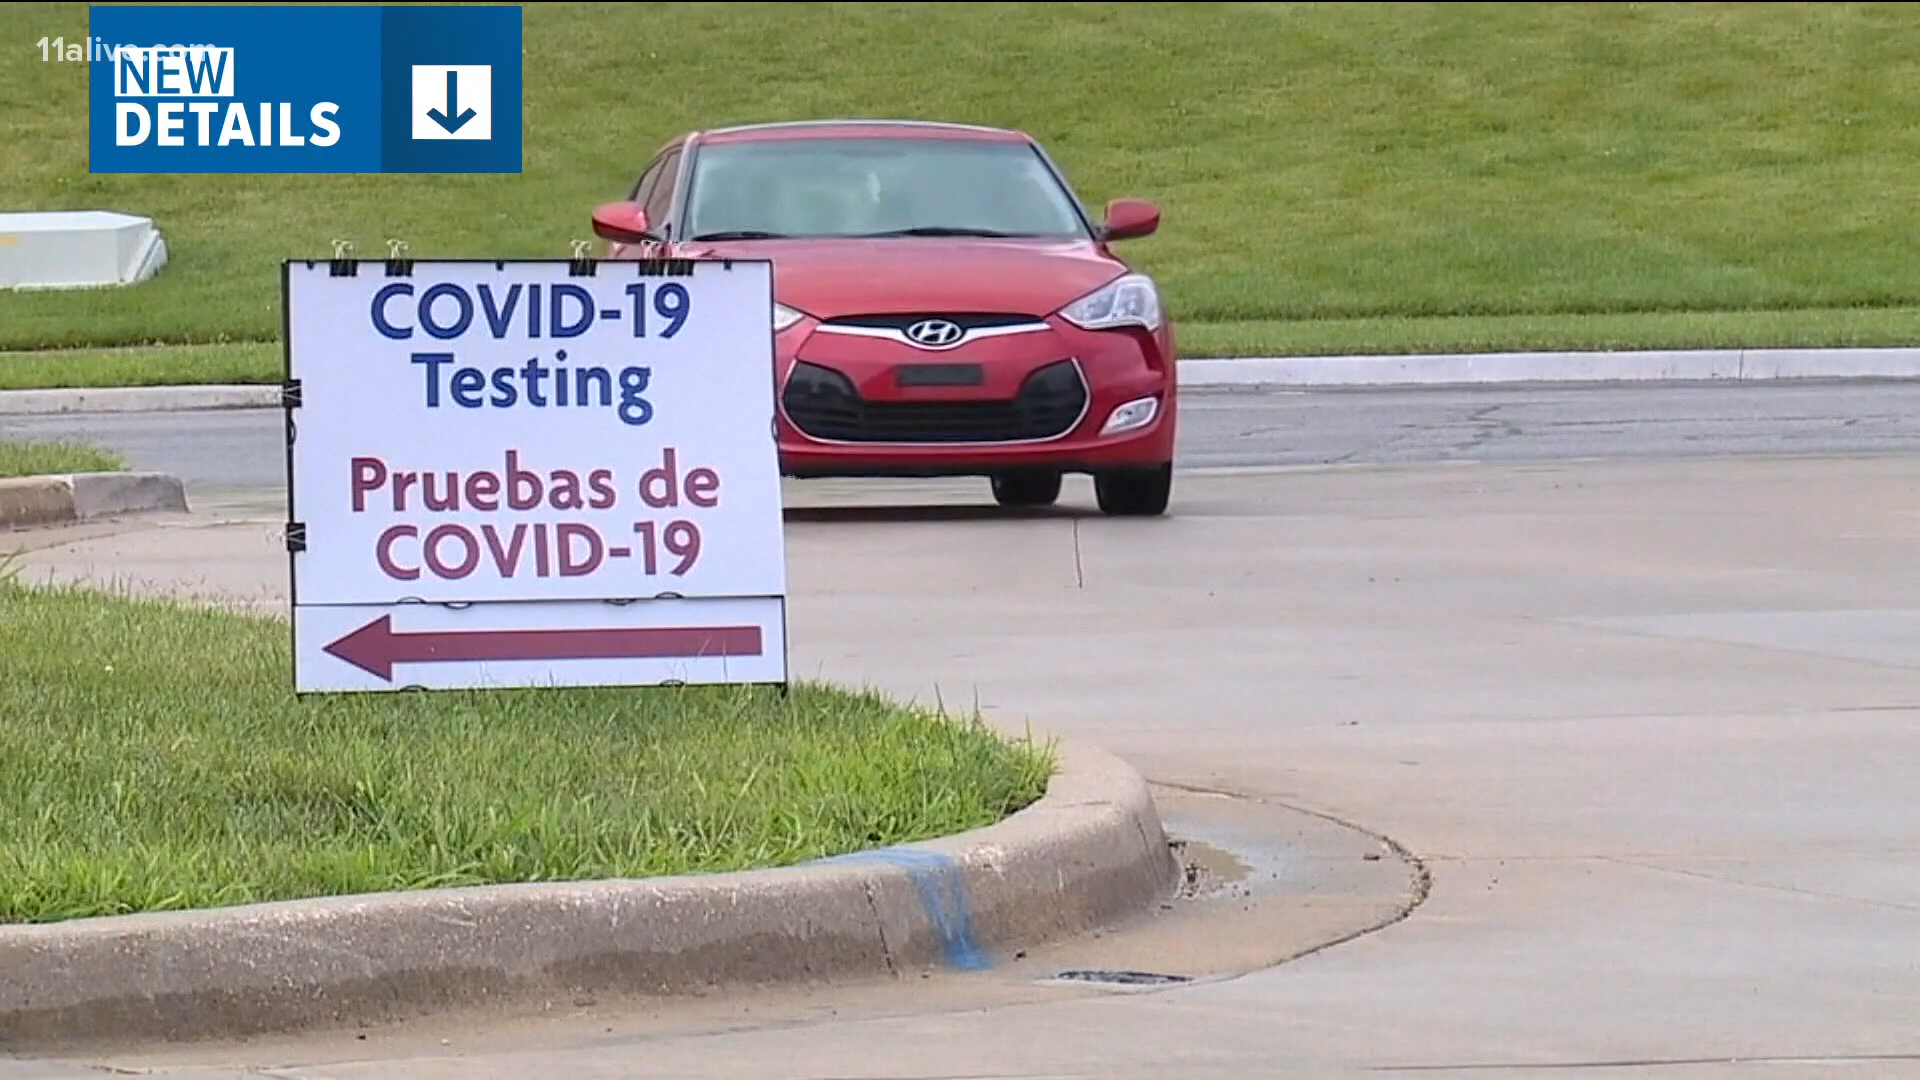 11alive.com
NEW
DETAILS
COVID-19
Testing
Pruebas de
COVID-19